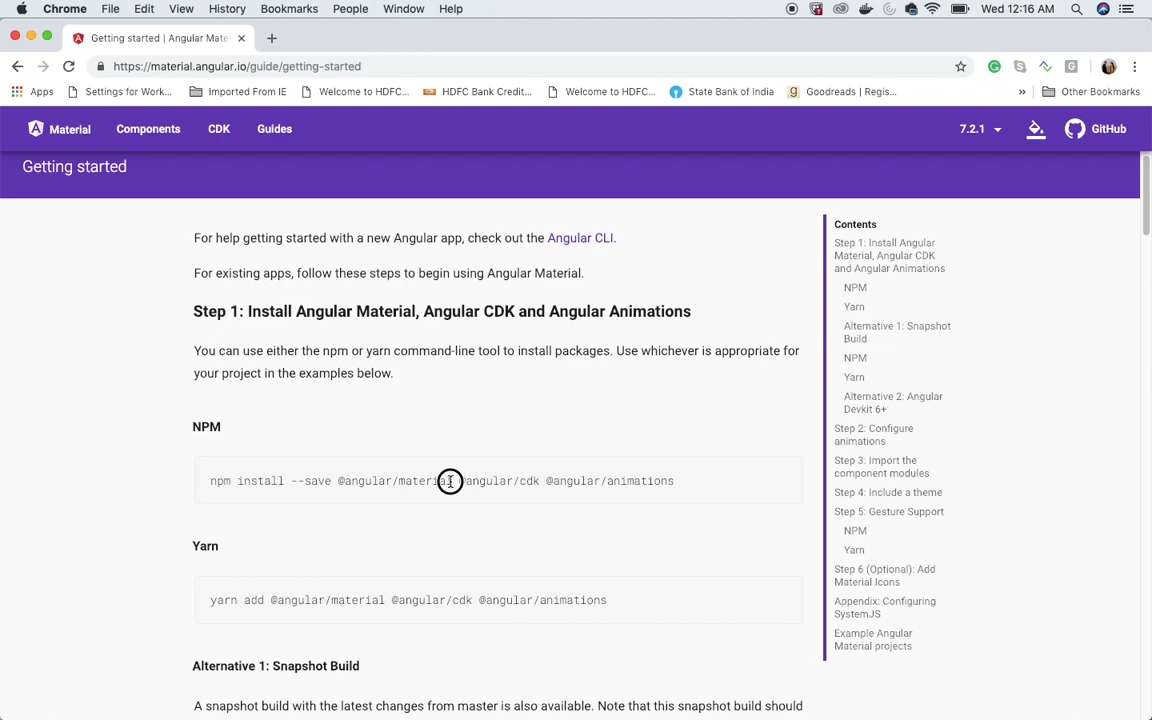 Chrome File Edit View History Bookmarks People Window Help Wed 12:16 AM
Getting started | Angular Mate
https://material.angular.io/guide/getting-started
Apps Settings for Work... Imported From IE Welcome to HDFC... HDFC Bank Credit... Welcome to HDFC... State Bank of India Goodreads | Regis... » Other Bookmarks
Material Components CDK Guides 7.2.1 GitHub
Getting started
For help getting started with a new Angular app, check out the Angular CLI.
For existing apps, follow these steps to begin using Angular Material.
Step 1: Install Angular Material, Angular CDK and Angular Animations
You can use either the npm or yarn command-line tool to install packages. Use whichever is appropriate for
your project in the examples below.
NPM
npm install --save @angular/material @angular/cdk @angular/animations
Yarn
yarn add @angular/material @angular/cdk @angular/animations
Alternative 1: Snapshot Build
A snapshot build with the latest changes from master is also available. Note that this snapshot build should
Contents
Step 1: Install Angular
Material, Angular CDK
and Angular Animations
NPM
Yarn
Alternative 1: Snapshot
Build
NPM
Yarn
Alternative 2: Angular
Devkit 6+
Step 2: Configure
animations
Step 3: Import the
component modules
Step 4: Include a theme
Step 5: Gesture Support
NPM
Yarn
Step 6 (Optional): Add
Material Icons
Appendix: Configuring
SystemJS
Example Angular
Material projects